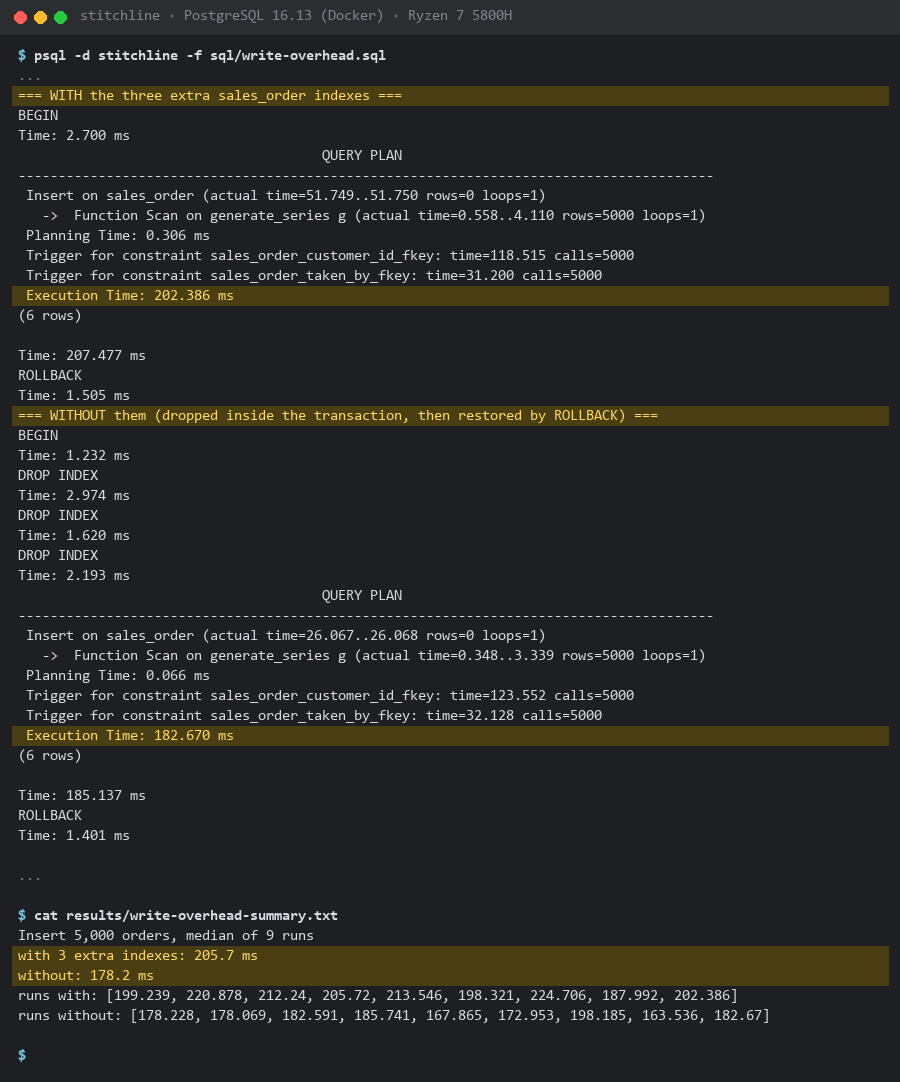 stitchline · PostgreSQL 16.13 (Docker) · Ryzen 7 5800H
$ psql -d stitchline -f sql/write-overhead.sql
...
=== WITH the three extra sales_order indexes ===
BEGIN
Time: 2.700 ms
QUERY PLAN
---------------------------------------------------------------------------------------
Insert on sales_order (actual time=51.749..51.750 rows=0 loops=1)
-> Function Scan on generate_series g (actual time=0.558..4.110 rows=5000 loops=1)
Planning Time: 0.306 ms
Trigger for constraint sales_order_customer_id_fkey: time=118.515 calls=5000
Trigger for constraint sales_order_taken_by_fkey: time=31.200 calls=5000
Execution Time: 202.386 ms
(6 rows)
Time: 207.477 ms
ROLLBACK
Time: 1.505 ms
=== WITHOUT them (dropped inside the transaction, then restored by ROLLBACK) ===
BEGIN
Time: 1.232 ms
DROP INDEX
Time: 2.974 ms
DROP INDEX
Time: 1.620 ms
DROP INDEX
Time: 2.193 ms
QUERY PLAN
---------------------------------------------------------------------------------------
Insert on sales_order (actual time=26.067..26.068 rows=0 loops=1)
-> Function Scan on generate_series g (actual time=0.348..3.339 rows=5000 loops=1)
Planning Time: 0.066 ms
Trigger for constraint sales_order_customer_id_fkey: time=123.552 calls=5000
Trigger for constraint sales_order_taken_by_fkey: time=32.128 calls=5000
Execution Time: 182.670 ms
(6 rows)
Time: 185.137 ms
ROLLBACK
Time: 1.401 ms
...
$ cat results/write-overhead-summary.txt
Insert 5,000 orders, median of 9 runs
with 3 extra indexes: 205.7 ms
without: 178.2 ms
runs with: [199.239, 220.878, 212.24, 205.72, 213.546, 198.321, 224.706, 187.992, 202.386]
runs without: [178.228, 178.069, 182.591, 185.741, 167.865, 172.953, 198.185, 163.536, 182.67]
$